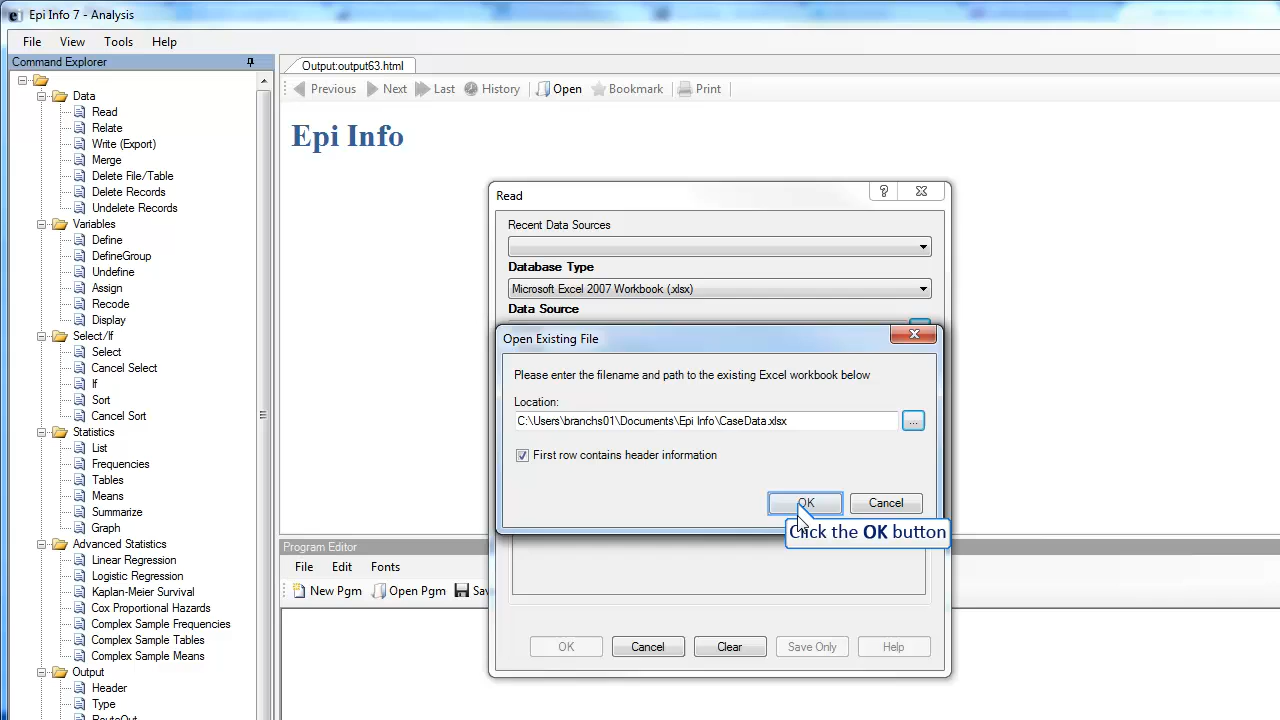 Epi Info 7 - Analysis
File View Tools Help
Command Explorer
Data
Read
Relate
Write (Export)
Merge
Delete File/Table
Delete Records
Undelete Records
Variables
Define
DefineGroup
Undefine
Assign
Recode
Display
Select/If
Select
Cancel Select
If
Sort
Cancel Sort
Statistics
List
Frequencies
Tables
Means
Summarize
Graph
Advanced Statistics
Linear Regression
Logistic Regression
Kaplan-Meier Survival
Cox Proportional Hazards
Complex Sample Frequencies
Complex Sample Tables
Complex Sample Means
Output
Header
Type
Output:output63.html
Previous Next Last History Open Bookmark Print
Epi Info
Read
?
Recent Data Sources
Database Type
Microsoft Excel 2007 Workbook (.xlsx)
Data Source
Open Existing File
Please enter the filename and path to the existing Excel workbook below
Location:
C:\Users\branchs01\Documents\Epi Info\CaseData.xlsx
...
First row contains header information
OK Cancel
Click the OK button
Program Editor
File Edit Fonts
New Pgm Open Pgm
OK Cancel Clear Save Only Help